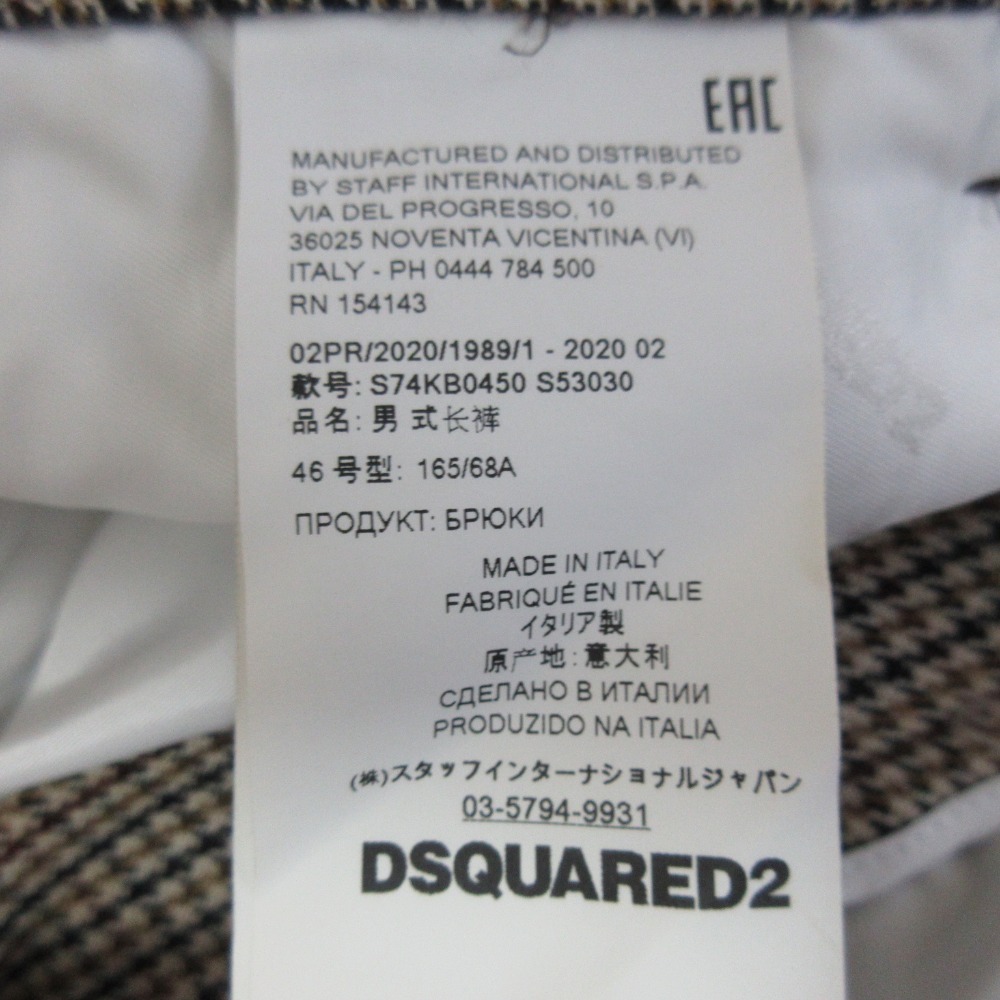 EAC
MANUFACTURED AND DISTRIBUTED
BY STAFF INTERNATIONAL S.P.A.
VIA DEL PROGRESSO, 10
36025 NOVENTA VICENTINA (VI)
ITALY - PH 0444 784 500
RN 154143
02PR/2020/1989/1 - 2020 02
款号: S74KB0450 S53030
品名: 男 式长裤
46 号型: 165/68A
ПРОДУКТ: БРЮКИ
MADE IN ITALY
FABRIQUÉ EN ITALIE
イタリア製
原产地: 意大利
СДЕЛАНО В ИТАЛИИ
PRODUZIDO NA ITALIA
(株)スタッフインターナショナルジャパン
03-5794-9931
DSQUARED2